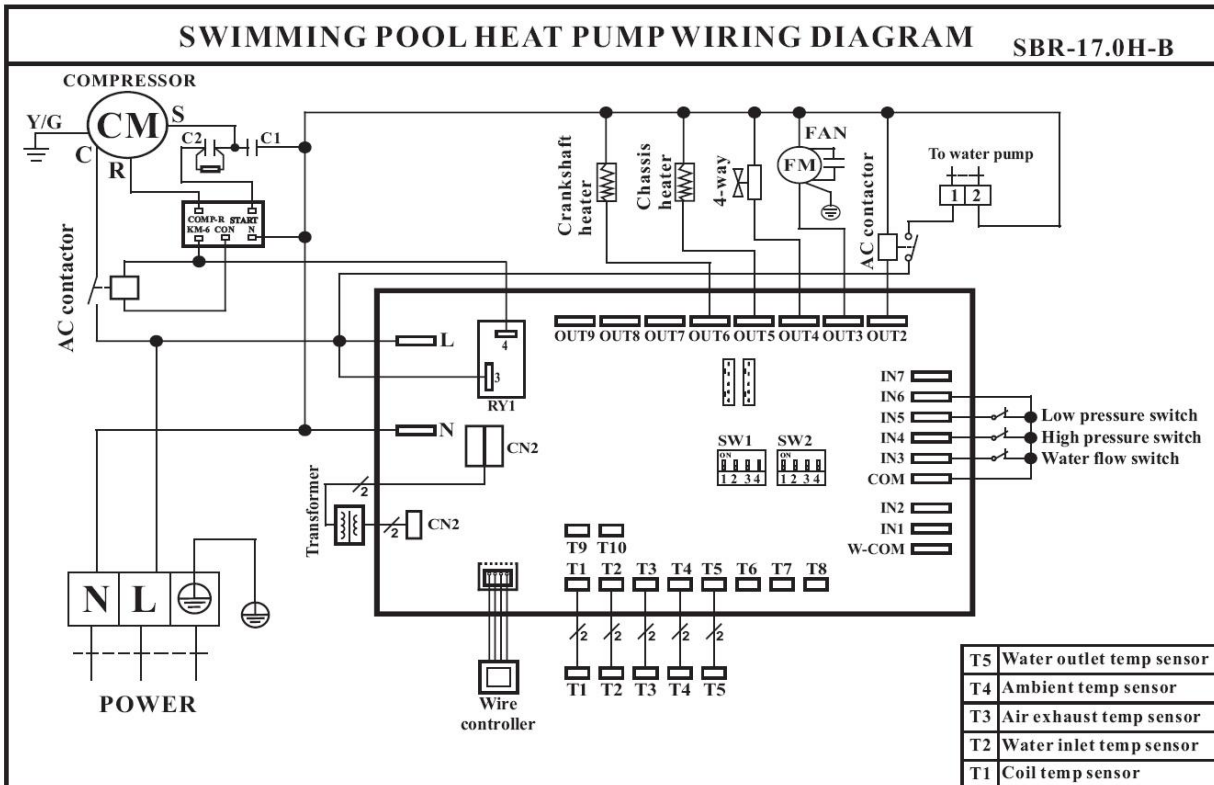 SWIMMING POOL HEAT PUMP WIRING DIAGRAM SBR-17.0H-B
COMPRESSOR
Y/G
CM
S
C
R
C2
C1
COMP-R START
KM-6 CON N
AC contactor
Crankshaft
heater
Chassis
heater
4-way
FAN
FM
AC contactor
To water pump
1 2
OUT9 OUT8 OUT7 OUT6 OUT5 OUT4 OUT3 OUT2
L
4
3
RY1
N
CN2
2
Transformer
2
CN2
SW1 SW2
ON ON
1 2 3 4 1 2 3 4
IN7
IN6
IN5 Low pressure switch
IN4 High pressure switch
IN3 Water flow switch
COM
IN2
IN1
W-COM
T9 T10
T1 T2 T3 T4 T5 T6 T7 T8
2 2 2 2 2
T1 T2 T3 T4 T5
Wire
controller
N L
POWER
T5 Water outlet temp sensor
T4 Ambient temp sensor
T3 Air exhaust temp sensor
T2 Water inlet temp sensor
T1 Coil temp sensor